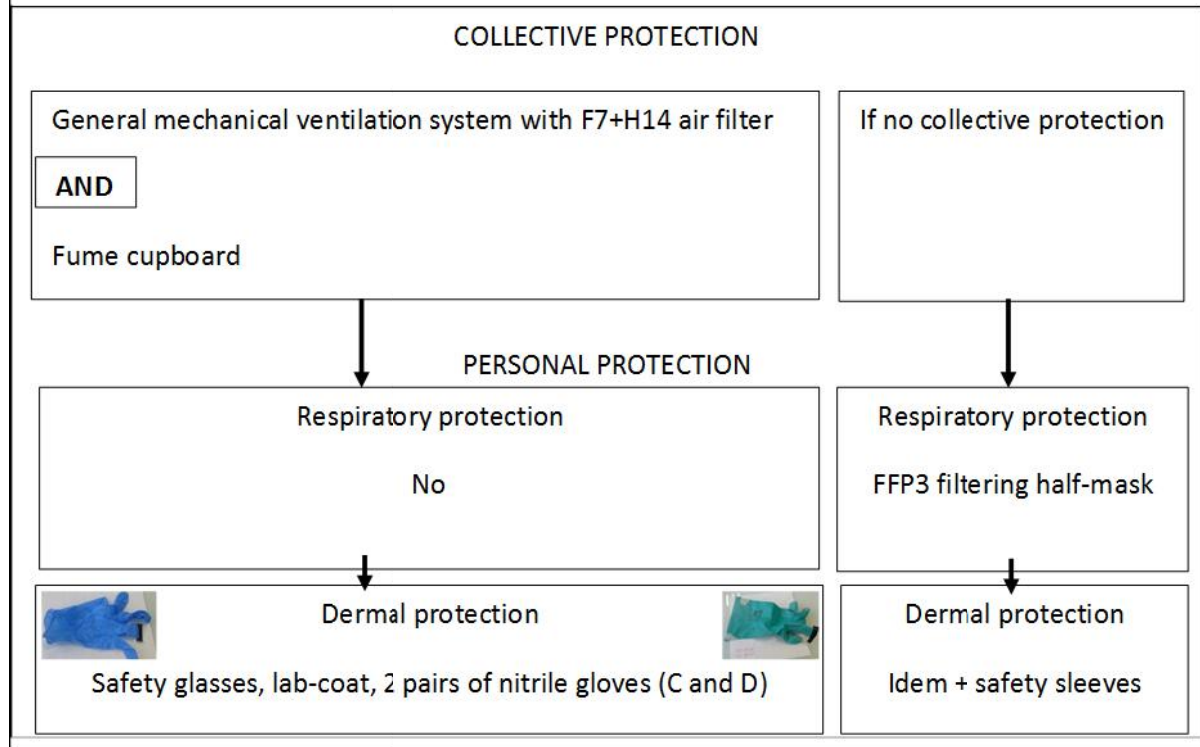 COLLECTIVE PROTECTION
General mechanical ventilation system with F7+H14 air filter
AND
Fume cupboard
If no collective protection
PERSONAL PROTECTION
Respiratory protection
No
Respiratory protection
FFP3 filtering half-mask
Dermal protection
Safety glasses, lab-coat, 2 pairs of nitrile gloves (C and D)
Dermal protection
Idem + safety sleeves